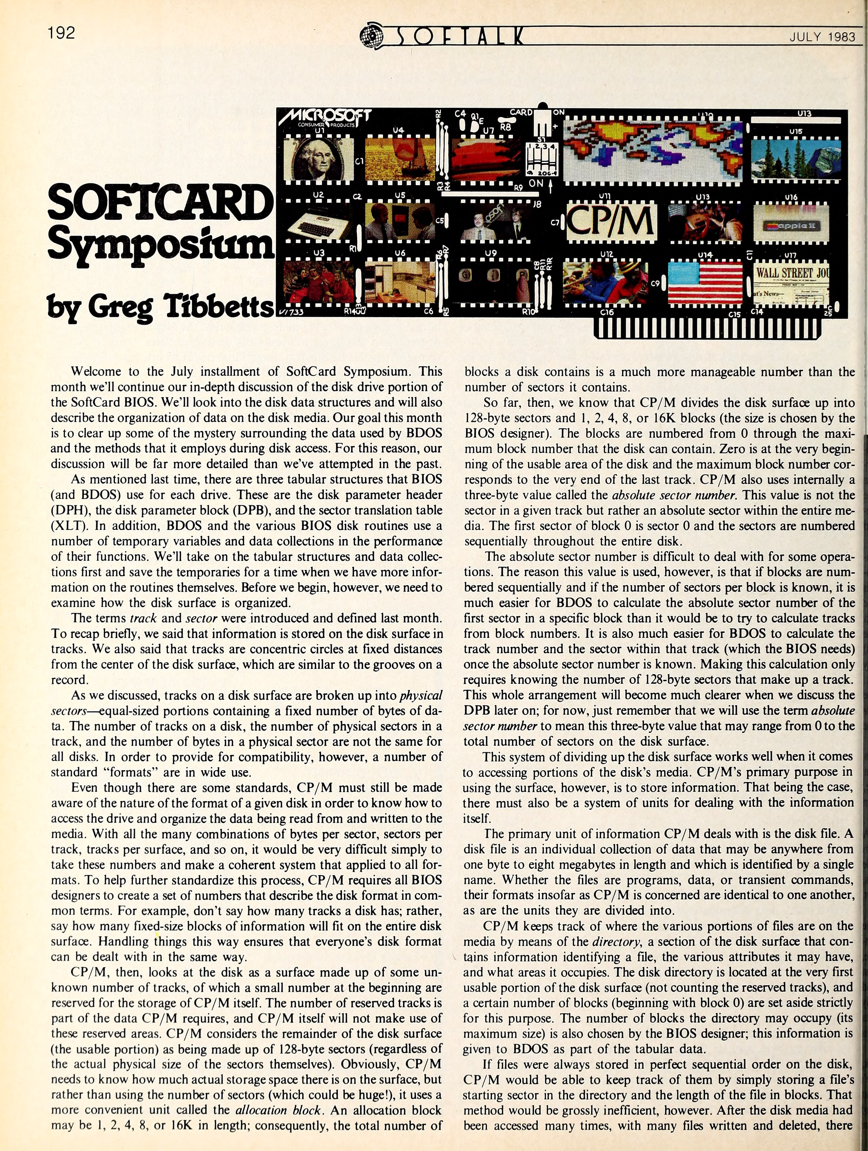 192
SOFTALK
JULY 1983
MICROSOFT
CONSUMER PRODUCTS
U1
U4
R2
C4
Q1
E
U7
R8
CARD
ON
+
S1
1 2 3 4
206-4
ON
U13
U15
C1
R3
R4
R9
U2
C2
U5
C5
J8
C7
U11
CP/M
U13
U16
apple II
R1
U3
U6
R6
R7
U9
C8
R11
R12
U12
C9
U14
C11
U17
WALL STREET JOU
t's News—
V1733
R1400
C6
R5
R10
C16
C15
C14
25
SOFTCARD
Symposium
by Greg Tibbetts
Welcome to the July installment of SoftCard Symposium. This
month we'll continue our in-depth discussion of the disk drive portion of
the SoftCard BIOS. We'll look into the disk data structures and will also
describe the organization of data on the disk media. Our goal this month
is to clear up some of the mystery surrounding the data used by BDOS
and the methods that it employs during disk access. For this reason, our
discussion will be far more detailed than we've attempted in the past.
As mentioned last time, there are three tabular structures that BIOS
(and BDOS) use for each drive. These are the disk parameter header
(DPH), the disk parameter block (DPB), and the sector translation table
(XLT). In addition, BDOS and the various BIOS disk routines use a
number of temporary variables and data collections in the performance
of their functions. We'll take on the tabular structures and data collec-
tions first and save the temporaries for a time when we have more infor-
mation on the routines themselves. Before we begin, however, we need to
examine how the disk surface is organized.
The terms track and sector were introduced and defined last month.
To recap briefly, we said that information is stored on the disk surface in
tracks. We also said that tracks are concentric circles at fixed distances
from the center of the disk surface, which are similar to the grooves on a
record.
As we discussed, tracks on a disk surface are broken up into physical
sectors—equal-sized portions containing a fixed number of bytes of da-
ta. The number of tracks on a disk, the number of physical sectors in a
track, and the number of bytes in a physical sector are not the same for
all disks. In order to provide for compatibility, however, a number of
standard "formats" are in wide use.
Even though there are some standards, CP/M must still be made
aware of the nature of the format of a given disk in order to know how to
access the drive and organize the data being read from and written to the
media. With all the many combinations of bytes per sector, sectors per
track, tracks per surface, and so on, it would be very difficult simply to
take these numbers and make a coherent system that applied to all for-
mats. To help further standardize this process, CP/M requires all BIOS
designers to create a set of numbers that describe the disk format in com-
mon terms. For example, don't say how many tracks a disk has; rather,
say how many fixed-size blocks of information will fit on the entire disk
surface. Handling things this way ensures that everyone's disk format
can be dealt with in the same way.
CP/M, then, looks at the disk as a surface made up of some un-
known number of tracks, of which a small number at the beginning are
reserved for the storage of CP/M itself. The number of reserved tracks is
part of the data CP/M requires, and CP/M itself will not make use of
these reserved areas. CP/M considers the remainder of the disk surface
(the usable portion) as being made up of 128-byte sectors (regardless of
the actual physical size of the sectors themselves). Obviously, CP/M
needs to know how much actual storage space there is on the surface, but
rather than using the number of sectors (which could be huge!), it uses a
more convenient unit called the allocation block. An allocation block
may be 1, 2, 4, 8, or 16K in length; consequently, the total number of
blocks a disk contains is a much more manageable number than the
number of sectors it contains.
So far, then, we know that CP/M divides the disk surface up into
128-byte sectors and 1, 2, 4, 8, or 16K blocks (the size is chosen by the
BIOS designer). The blocks are numbered from 0 through the maxi-
mum block number that the disk can contain. Zero is at the very begin-
ning of the usable area of the disk and the maximum block number cor-
responds to the very end of the last track. CP/M also uses internally a
three-byte value called the absolute sector number. This value is not the
sector in a given track but rather an absolute sector within the entire me-
dia. The first sector of block 0 is sector 0 and the sectors are numbered
sequentially throughout the entire disk.
The absolute sector number is difficult to deal with for some opera-
tions. The reason this value is used, however, is that if blocks are num-
bered sequentially and if the number of sectors per block is known, it is
much easier for BDOS to calculate the absolute sector number of the
first sector in a specific block than it would be to try to calculate tracks
from block numbers. It is also much easier for BDOS to calculate the
track number and the sector within that track (which the BIOS needs)
once the absolute sector number is known. Making this calculation only
requires knowing the number of 128-byte sectors that make up a track.
This whole arrangement will become much clearer when we discuss the
DPB later on; for now, just remember that we will use the term absolute
sector number to mean this three-byte value that may range from 0 to the
total number of sectors on the disk surface.
This system of dividing up the disk surface works well when it comes
to accessing portions of the disk's media. CP/M's primary purpose in
using the surface, however, is to store information. That being the case,
there must also be a system of units for dealing with the information
itself.
The primary unit of information CP/M deals with is the disk file. A
disk file is an individual collection of data that may be anywhere from
one byte to eight megabytes in length and which is identified by a single
name. Whether the files are programs, data, or transient commands,
their formats insofar as CP/M is concerned are identical to one another,
as are the units they are divided into.
CP/M keeps track of where the various portions of files are on the
media by means of the directory, a section of the disk surface that con-
tains information identifying a file, the various attributes it may have,
and what areas it occupies. The disk directory is located at the very first
usable portion of the disk surface (not counting the reserved tracks), and
a certain number of blocks (beginning with block 0) are set aside strictly
for this purpose. The number of blocks the directory may occupy (its
maximum size) is also chosen by the BIOS designer; this information is
given to BDOS as part of the tabular data.
If files were always stored in perfect sequential order on the disk,
CP/M would be able to keep track of them by simply storing a file's
starting sector in the directory and the length of the file in blocks. That
method would be grossly inefficient, however. After the disk media had
been accessed many times, with many files written and deleted, there